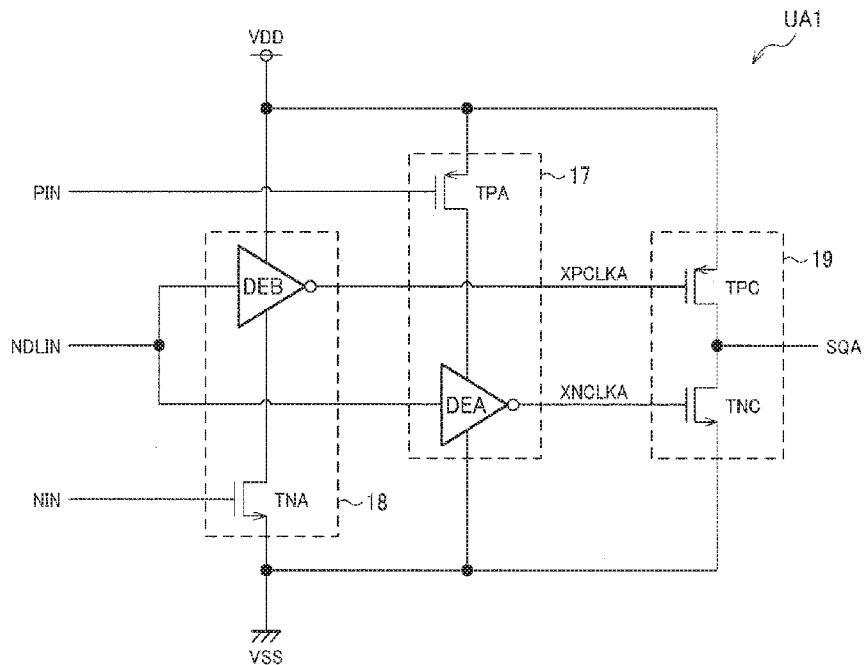 UA1
VDD
17
PIN
TPA
DEB
XPCLKA
TPC
19
NDLIN
SQA
DEA
XNCLKA
TNC
NIN
TNA
18
VSS